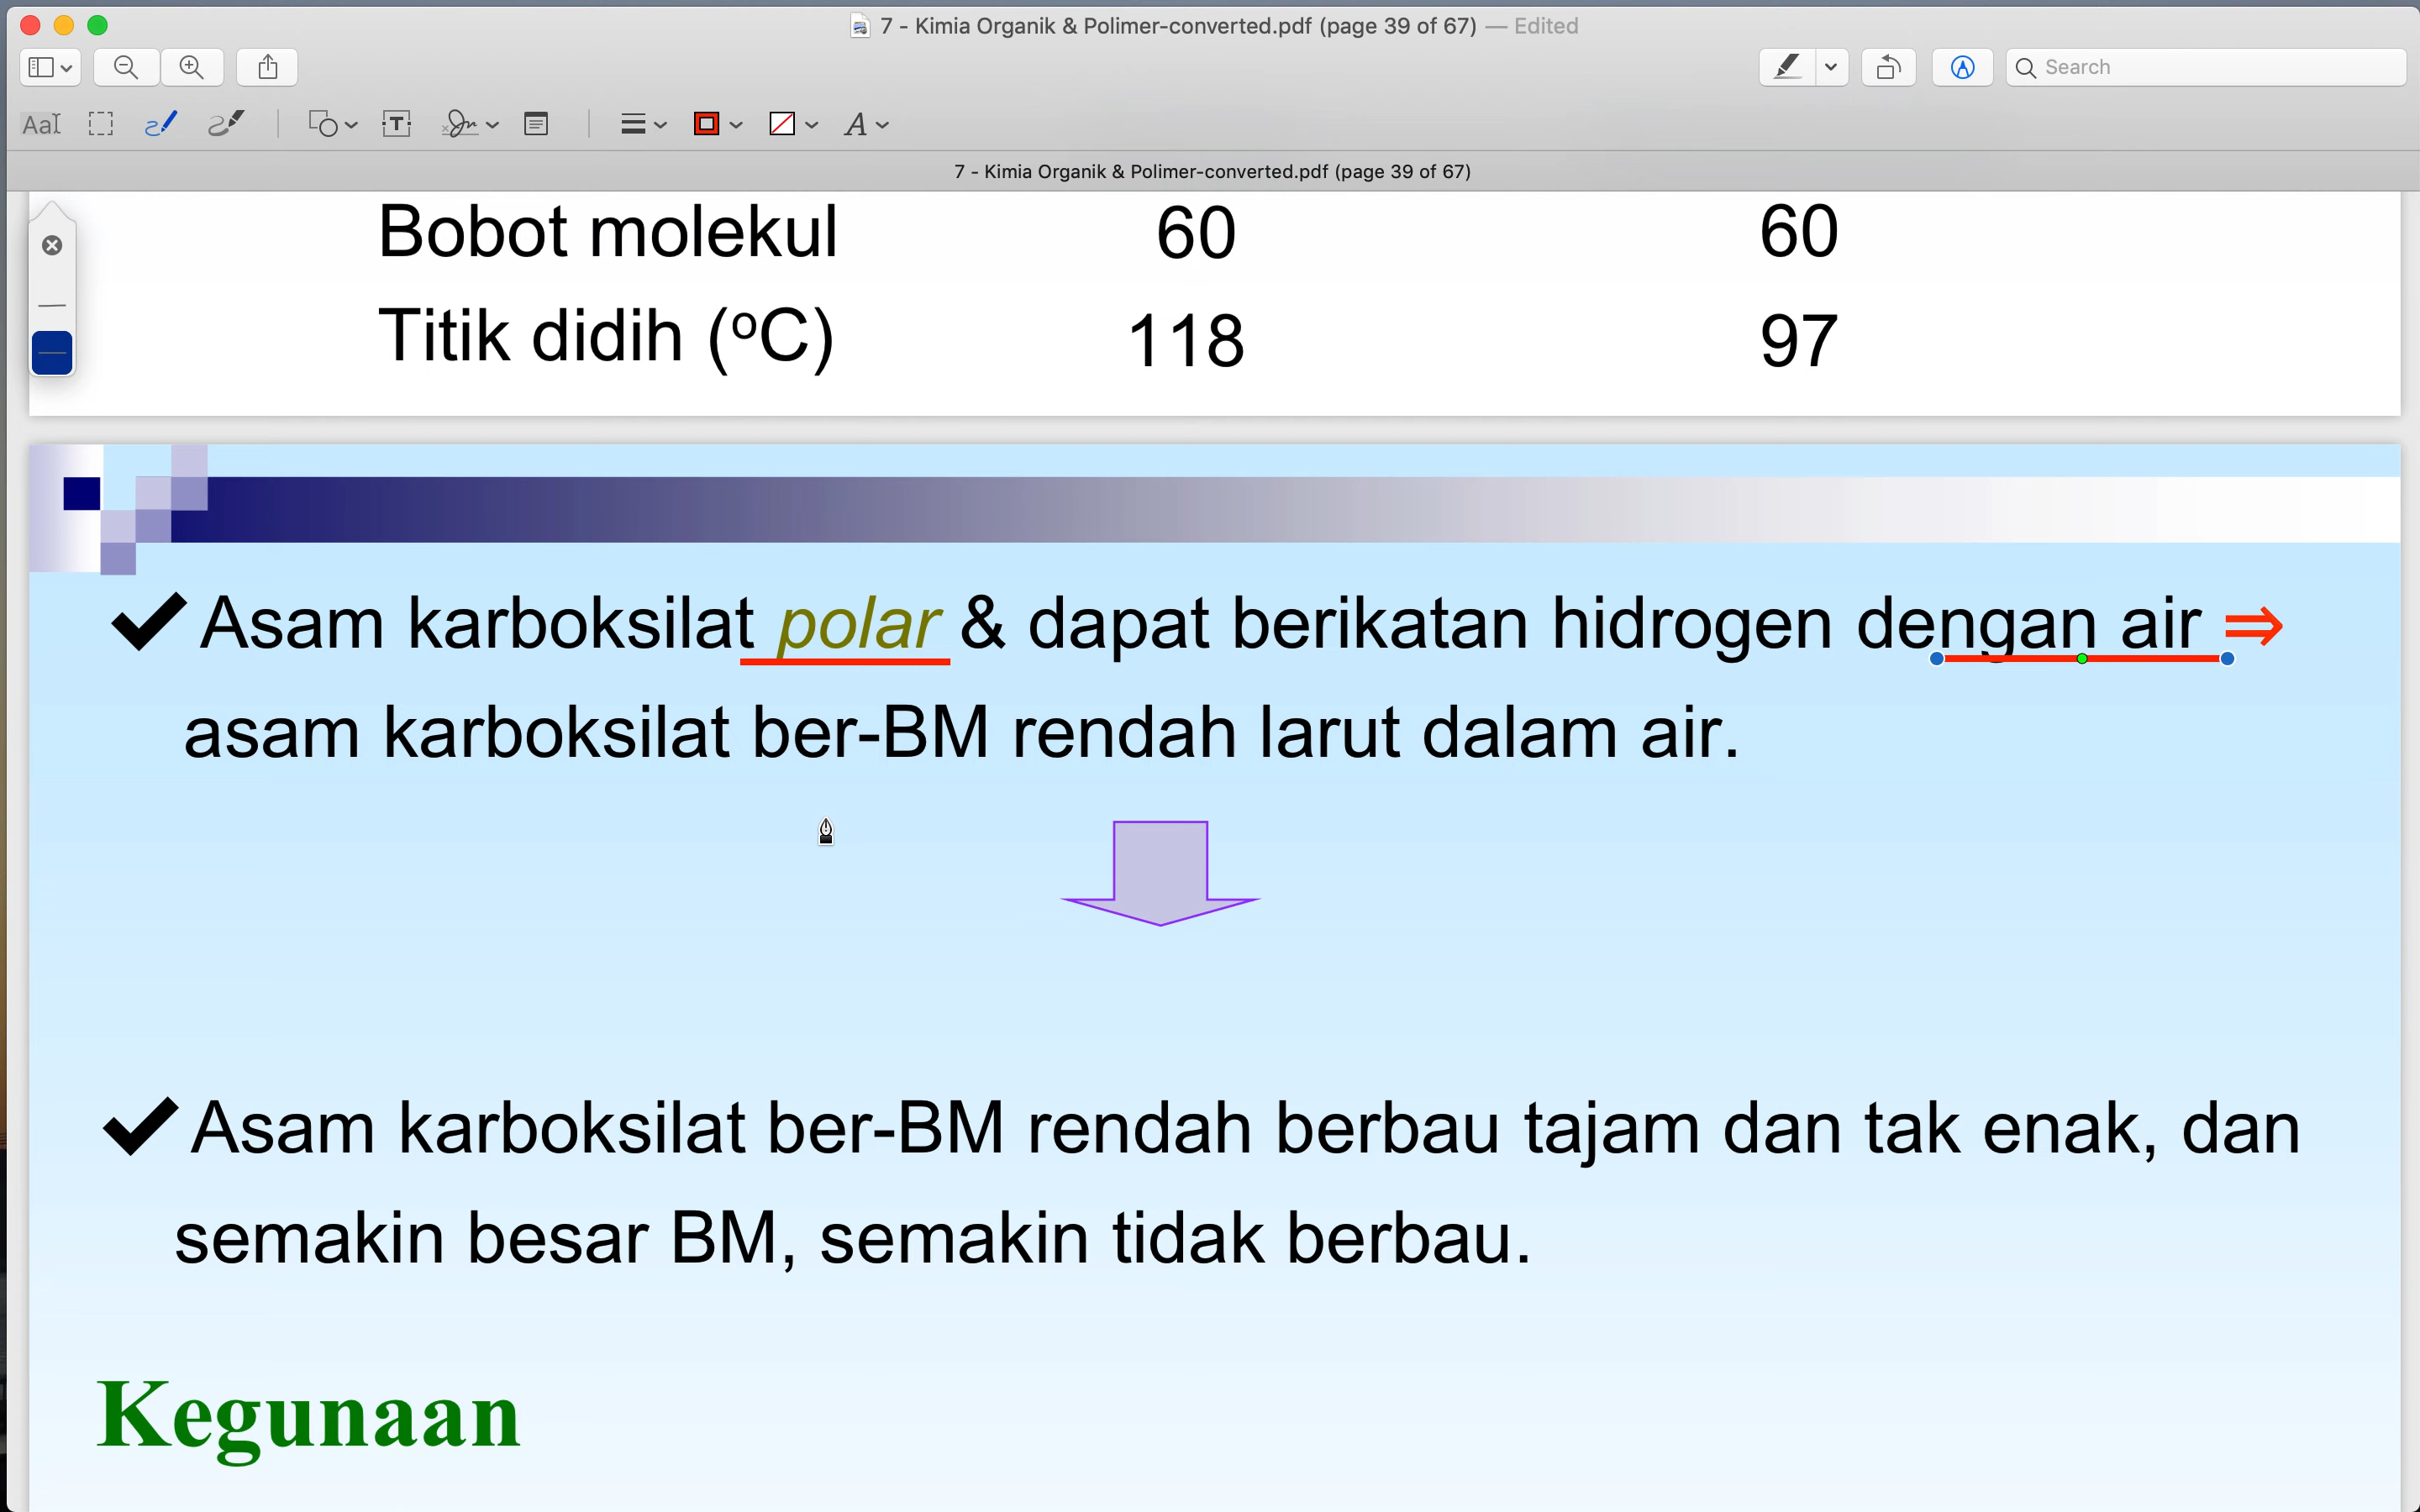 7 - Kimia Organik & Polimer-converted.pdf (page 39 of 67) — Edited
Search
AaI T A
7 - Kimia Organik & Polimer-converted.pdf (page 39 of 67)
Bobot molekul 60 60
Titik didih (ºC) 118 97
✔ Asam karboksilat polar & dapat berikatan hidrogen dengan air ⇒
asam karboksilat ber-BM rendah larut dalam air.
✔ Asam karboksilat ber-BM rendah berbau tajam dan tak enak, dan
semakin besar BM, semakin tidak berbau.
Kegunaan